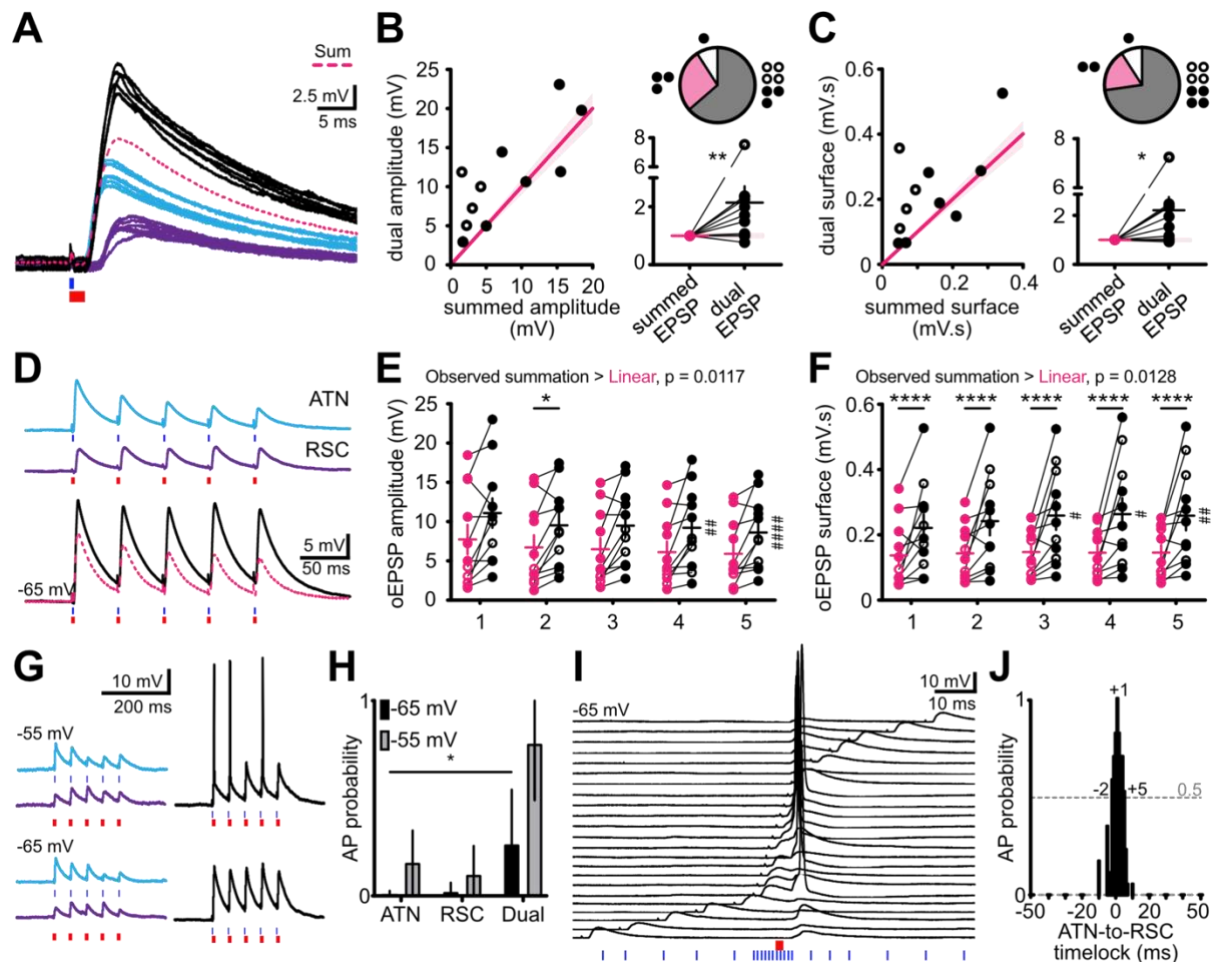 A
Sum
2.5 mV
5 ms
B
dual amplitude (mV)
25
20
15
10
5
0
0 5 10 15 20
summed amplitude
(mV)
8
6
2
0
**
summed
EPSP
dual
EPSP
C
dual surface (mV.s)
0.6
0.4
0.2
0
0 0.2 0.4
summed surface
(mV.s)
8
6
2
0
*
summed
EPSP
dual
EPSP
D
ATN
RSC
5 mV
50 ms
-65 mV
E
Observed summation > Linear, p = 0.0117
oEPSP amplitude (mV)
25
20
15
10
5
0
*
##
####
1 2 3 4 5
F
Observed summation > Linear, p = 0.0128
oEPSP surface (mV.s)
0.6
0.4
0.2
0
**** **** **** **** ****
# # ##
1 2 3 4 5
G
10 mV
200 ms
-55 mV
-65 mV
H
AP probability
1
0
-65 mV
-55 mV
*
ATN RSC Dual
I
-65 mV
10 mV
10 ms
J
AP probability
1
0
+1
-2
+5
0.5
-50 -20 0 20 50
ATN-to-RSC
timelock (ms)